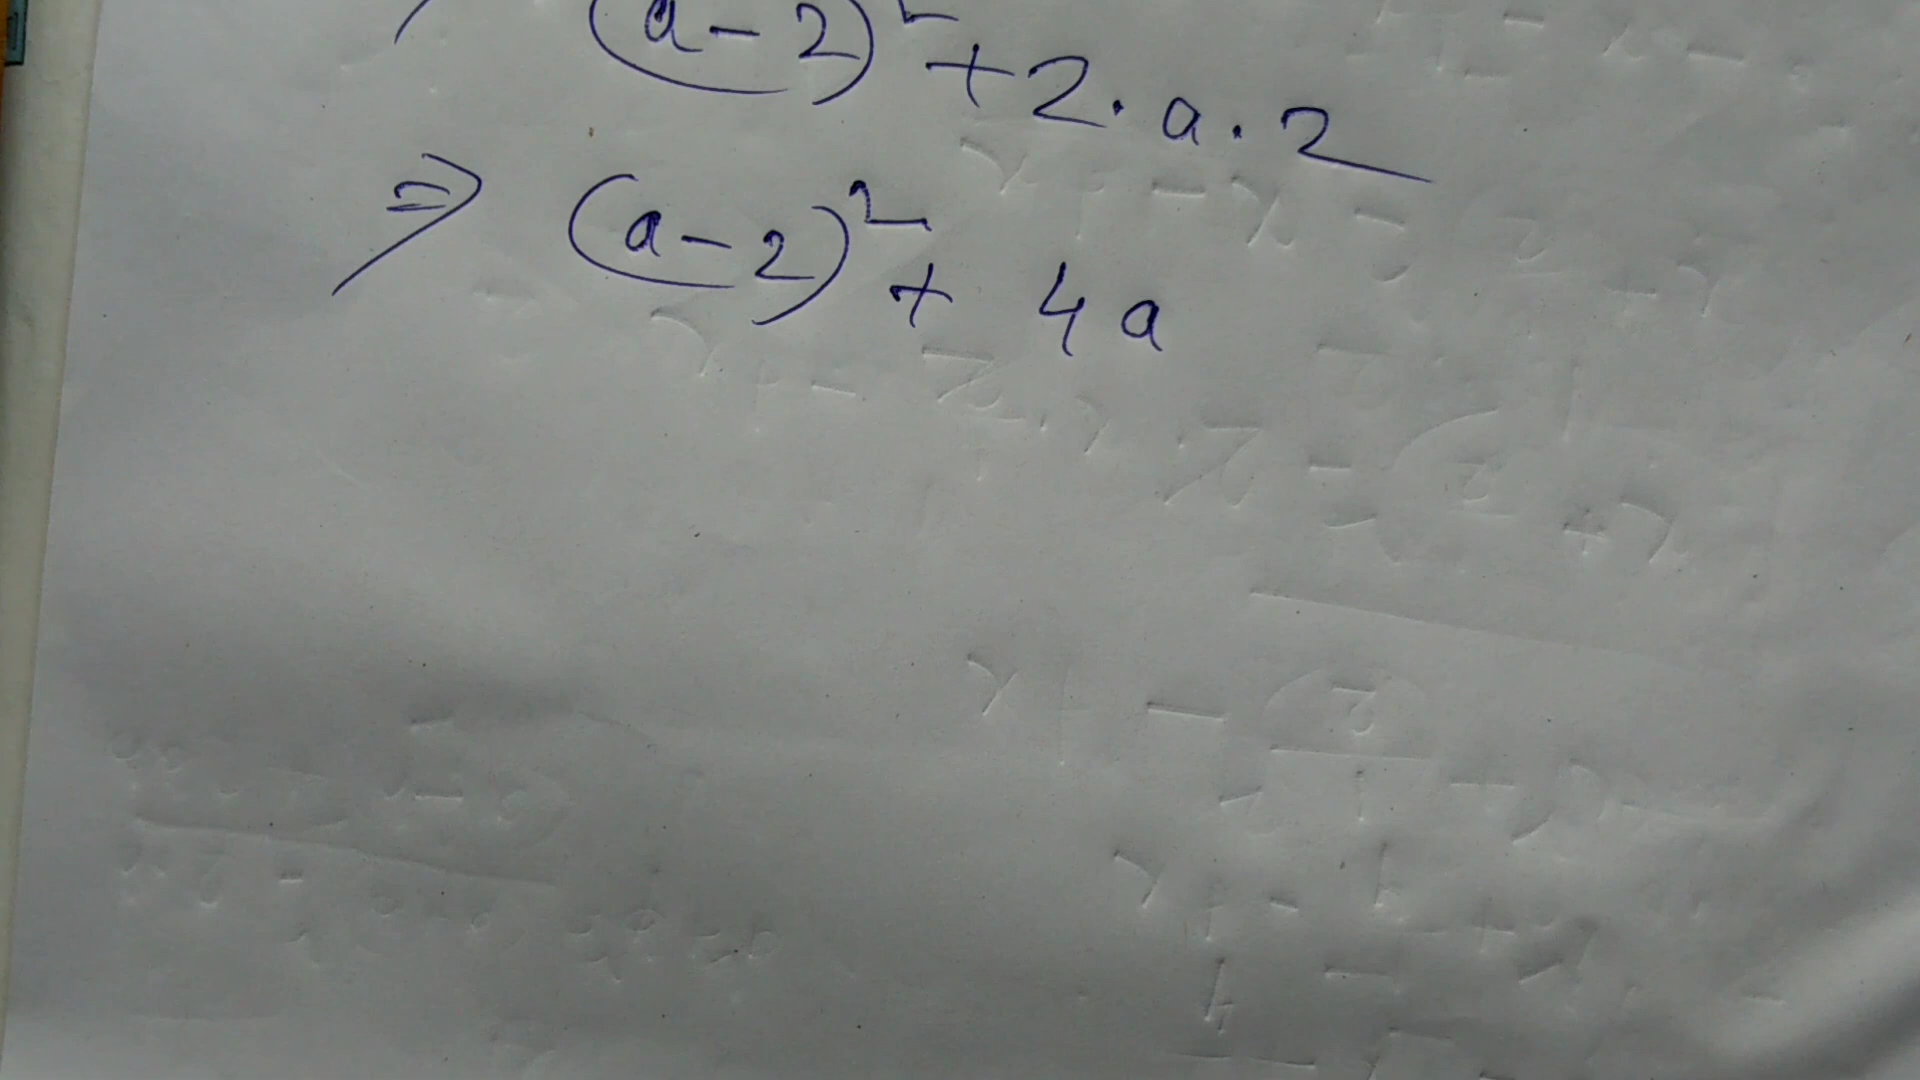 (a-2)² + 2·a·2
⇒ (a-2)² + 4a